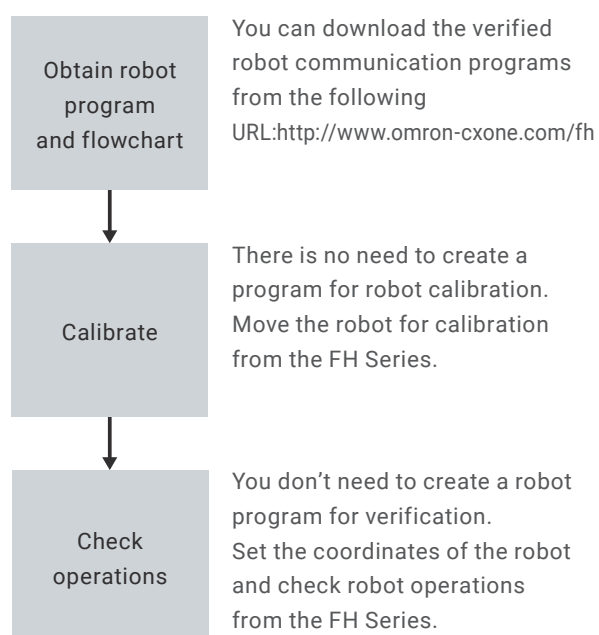 Obtain robot
program
and flowchart
You can download the verified
robot communication programs
from the following
URL:http://www.omron-cxone.com/fh
Calibrate
There is no need to create a
program for robot calibration.
Move the robot for calibration
from the FH Series.
Check
operations
You don’t need to create a robot
program for verification.
Set the coordinates of the robot
and check robot operations
from the FH Series.